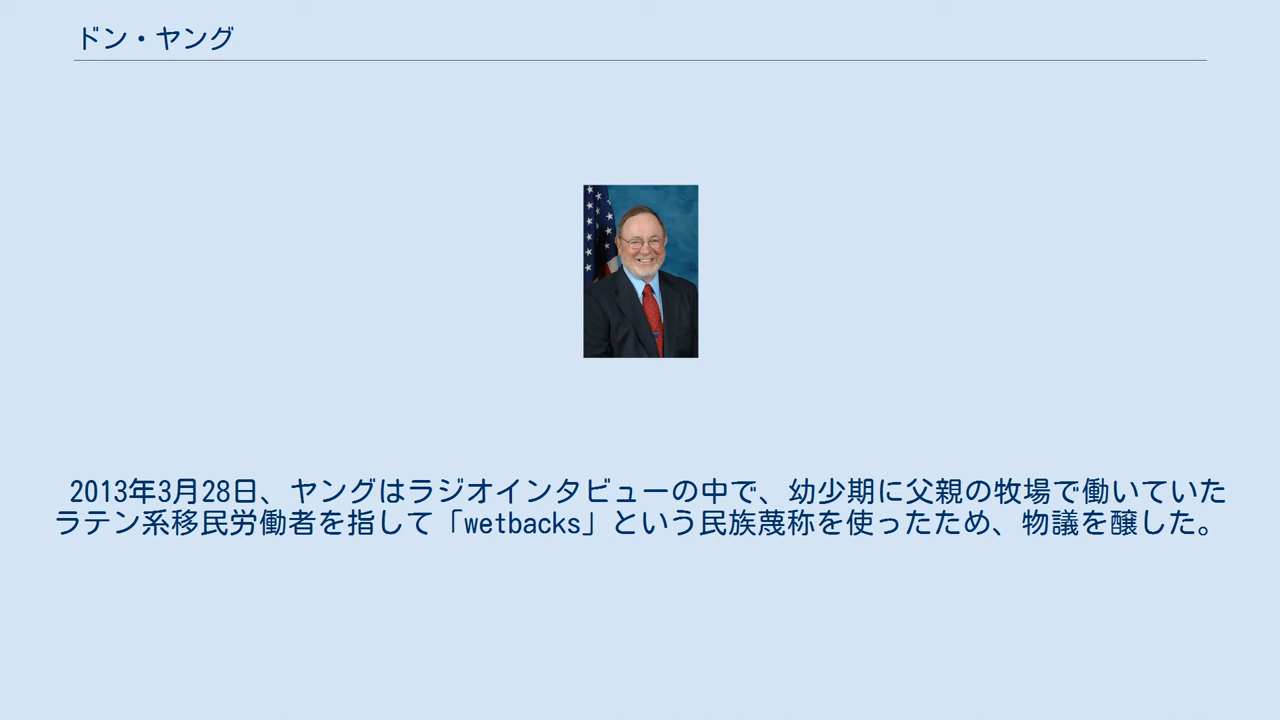 ドン・ヤング
2013年3月28日、ヤングはラジオインタビューの中で、幼少期に父親の牧場で働いていた
ラテン系移民労働者を指して「wetbacks」という民族蔑称を使ったため、物議を醸した。